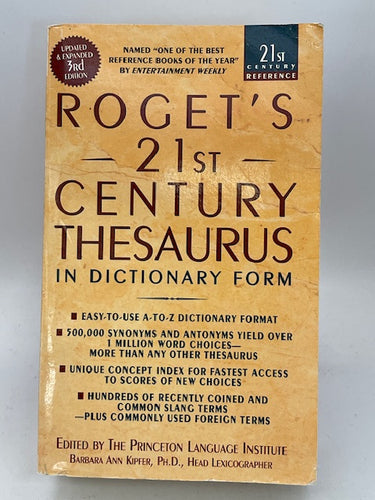 UPDATED
& EXPANDED
3RD
EDITION
NAMED "ONE OF THE BEST
REFERENCE BOOKS OF THE YEAR"
BY ENTERTAINMENT WEEKLY
21ST
CENTURY
REFERENCE
ROGET'S
21ST
CENTURY
THESAURUS
IN DICTIONARY FORM
■ EASY-TO-USE A-TO-Z DICTIONARY FORMAT
■ 500,000 SYNONYMS AND ANTONYMS YIELD OVER
1 MILLION WORD CHOICES—
MORE THAN ANY OTHER THESAURUS
■ UNIQUE CONCEPT INDEX FOR FASTEST ACCESS
TO SCORES OF NEW CHOICES
■ HUNDREDS OF RECENTLY COINED AND
COMMON SLANG TERMS
—PLUS COMMONLY USED FOREIGN TERMS
EDITED BY THE PRINCETON LANGUAGE INSTITUTE
BARBARA ANN KIPFER, PH.D., HEAD LEXICOGRAPHER